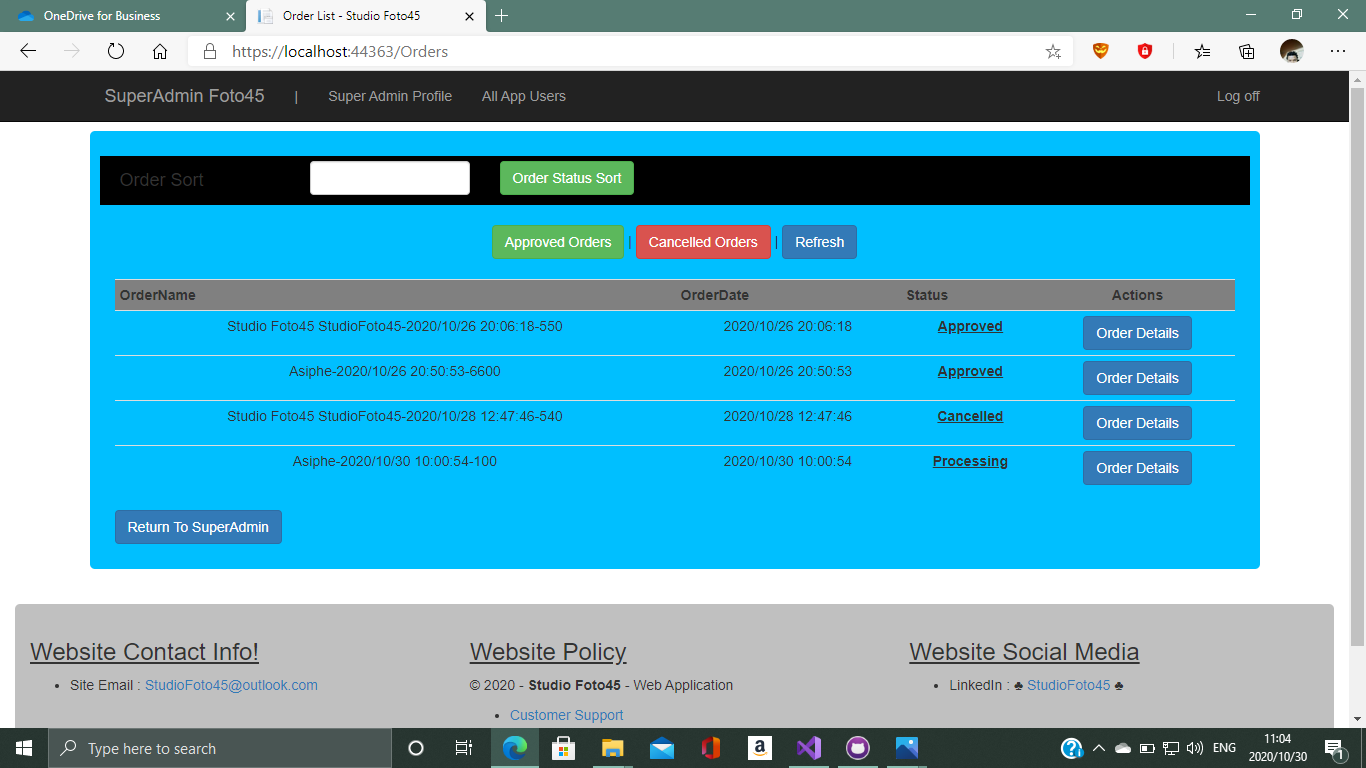 OneDrive for Business
Order List - Studio Foto45
https://localhost:44363/Orders
SuperAdmin Foto45 | Super Admin Profile All App Users Log off
Order Sort Order Status Sort
Approved Orders | Cancelled Orders | Refresh
OrderName OrderDate Status Actions
Studio Foto45 StudioFoto45-2020/10/26 20:06:18-550 2020/10/26 20:06:18 Approved Order Details
Asiphe-2020/10/26 20:50:53-6600 2020/10/26 20:50:53 Approved Order Details
Studio Foto45 StudioFoto45-2020/10/28 12:47:46-540 2020/10/28 12:47:46 Cancelled Order Details
Asiphe-2020/10/30 10:00:54-100 2020/10/30 10:00:54 Processing Order Details
Return To SuperAdmin
Website Contact Info! Website Policy Website Social Media
• Site Email : StudioFoto45@outlook.com © 2020 - Studio Foto45 - Web Application • LinkedIn : ♣ StudioFoto45 ♣
• Customer Support
Type here to search
ENG
11:04
2020/10/30
1